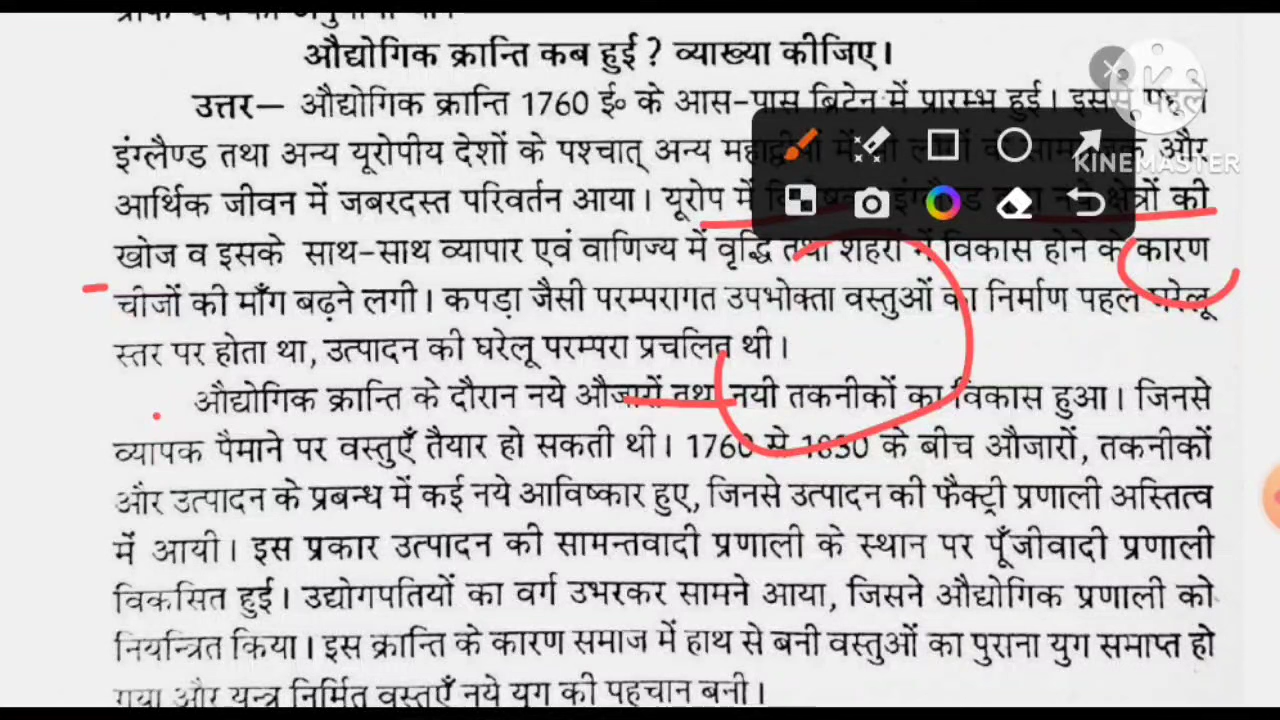 औद्योगिक क्रान्ति कब हुई ? व्याख्या कीजिए।
उत्तर— औद्योगिक क्रान्ति 1760 ई० के आस-पास ब्रिटेन में प्रारम्भ हुई। इससे पहले
इंग्लैण्ड तथा अन्य यूरोपीय देशों के पश्चात् अन्य और
KINEMASTER
आर्थिक जीवन में जबरदस्त परिवर्तन आया। यूरोप में क्षेत्रों की
खोज व इसके साथ-साथ व्यापार एवं वाणिज्य में वृद्धि तथा शहरों में विकास होने के कारण
चीजों की माँग बढ़ने लगी। कपड़ा जैसी परम्परागत उपभोक्ता वस्तुओं का निर्माण पहले घरेलू
स्तर पर होता था, उत्पादन की घरेलू परम्परा प्रचलित थी।
औद्योगिक क्रान्ति के दौरान नये औजारों तथा नयी तकनीकों का विकास हुआ। जिनसे
व्यापक पैमाने पर वस्तुएँ तैयार हो सकती थी। 1760 से 1830 के बीच औजारों, तकनीकों
और उत्पादन के प्रबन्ध में कई नये आविष्कार हुए, जिनसे उत्पादन की फैक्ट्री प्रणाली अस्तित्व
में आयी। इस प्रकार उत्पादन की सामन्तवादी प्रणाली के स्थान पर पूँजीवादी प्रणाली
विकसित हुई। उद्योगपतियों का वर्ग उभरकर सामने आया, जिसने औद्योगिक प्रणाली को
नियन्त्रित किया। इस क्रान्ति के कारण समाज में हाथ से बनी वस्तुओं का पुराना युग समाप्त हो
गया और यन्त्र निर्मित वस्तुएँ नये युग की पहचान बनी।